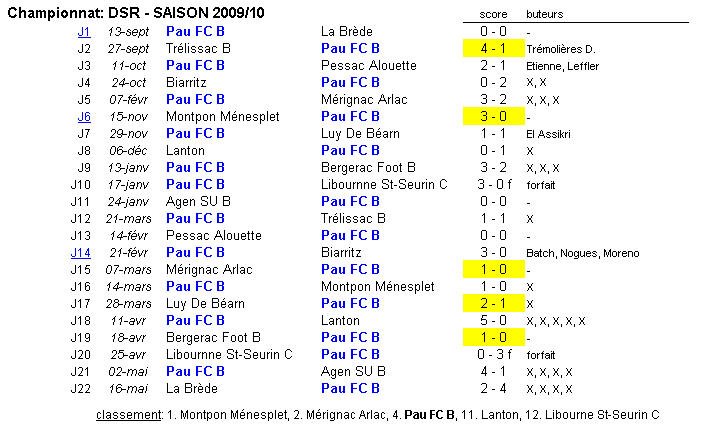 Championnat: DSR - SAISON 2009/10 score buteurs
J1 13-sept Pau FC B La Brède 0 - 0 -
J2 27-sept Trélissac B Pau FC B 4 - 1 Trémolières D.
J3 11-oct Pau FC B Pessac Alouette 2 - 1 Etienne, Leffler
J4 24-oct Biarritz Pau FC B 0 - 2 X, X
J5 07-févr Pau FC B Mérignac Arlac 3 - 2 X, X, X
J6 15-nov Montpon Ménesplet Pau FC B 3 - 0 -
J7 29-nov Pau FC B Luy De Béarn 1 - 1 El Assikri
J8 06-déc Lanton Pau FC B 0 - 1 X
J9 13-janv Pau FC B Bergerac Foot B 3 - 2 X, X, X
J10 17-janv Pau FC B Libournne St-Seurin C 3 - 0 f forfait
J11 24-janv Agen SU B Pau FC B 0 - 0 -
J12 21-mars Pau FC B Trélissac B 1 - 1 X
J13 14-févr Pessac Alouette Pau FC B 0 - 0 -
J14 21-févr Pau FC B Biarritz 3 - 0 Batch, Nogues, Moreno
J15 07-mars Mérignac Arlac Pau FC B 1 - 0 -
J16 14-mars Pau FC B Montpon Ménesplet 1 - 0 X
J17 28-mars Luy De Béarn Pau FC B 2 - 1 X
J18 11-avr Pau FC B Lanton 5 - 0 X, X, X, X, X
J19 18-avr Bergerac Foot B Pau FC B 1 - 0 -
J20 25-avr Libournne St-Seurin C Pau FC B 0 - 3 f forfait
J21 02-mai Pau FC B Agen SU B 4 - 1 X, X, X, X
J22 16-mai La Brède Pau FC B 2 - 4 X, X, X, X
classement: 1. Montpon Ménesplet, 2. Mérignac Arlac, 4. Pau FC B, 11. Lanton, 12. Libourne St-Seurin C